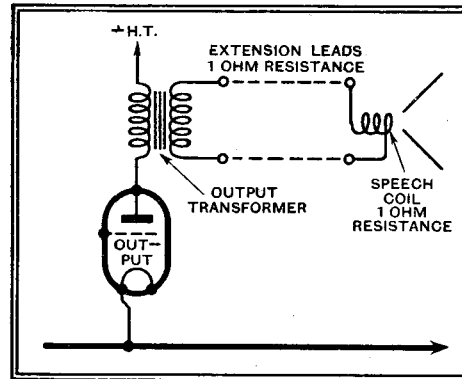 +H.T.
EXTENSION LEADS
1 OHM RESISTANCE
OUTPUT
TRANSFORMER
SPEECH
COIL
1 OHM
RESISTANCE
OUT-
PUT